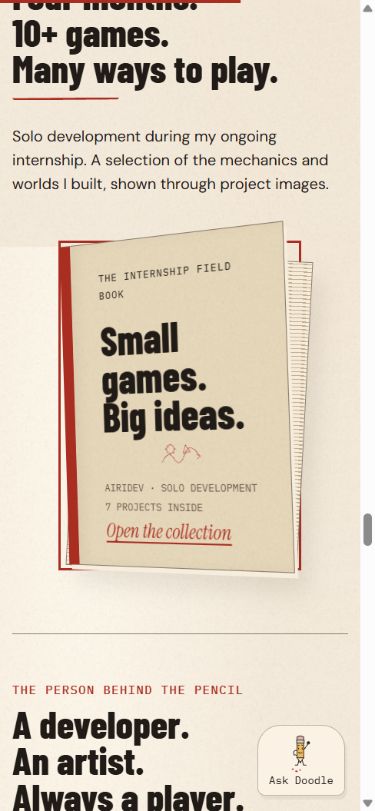 Four months.
10+ games.
Many ways to play.
Solo development during my ongoing
internship. A selection of the mechanics and
worlds I built, shown through project images.
THE INTERNSHIP FIELD
BOOK
Small
games.
Big ideas.
AIRIDEV · SOLO DEVELOPMENT
7 PROJECTS INSIDE
Open the collection
THE PERSON BEHIND THE PENCIL
A developer.
An artist.
Always a player.
Ask Doodle